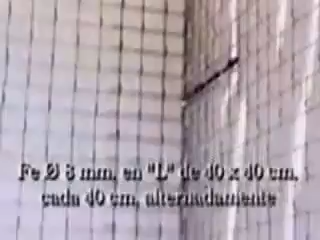 Fe Ø 8 mm, en "L" de 40 x 40 cm,
cada 40 cm, alternadamente